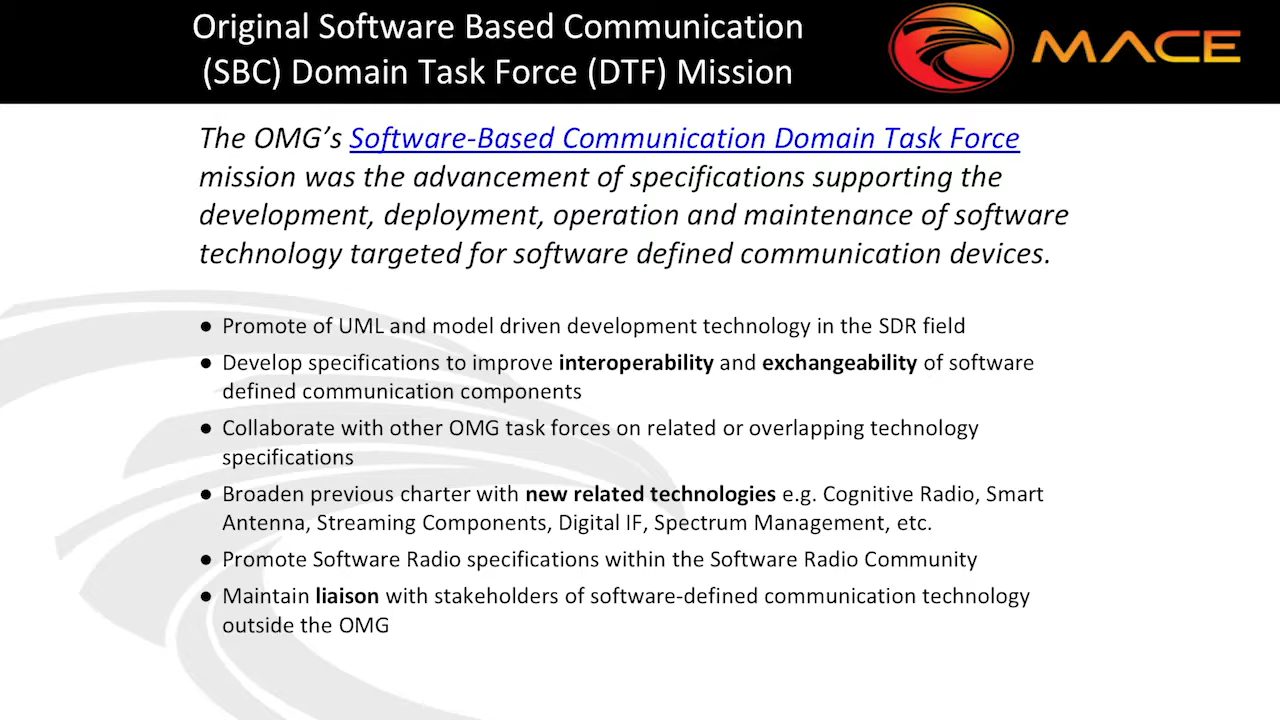 Original Software Based Communication
(SBC) Domain Task Force (DTF) Mission
MACE
The OMG's Software-Based Communication Domain Task Force
mission was the advancement of specifications supporting the
development, deployment, operation and maintenance of software
technology targeted for software defined communication devices.
● Promote of UML and model driven development technology in the SDR field
● Develop specifications to improve interoperability and exchangeability of software
defined communication components
● Collaborate with other OMG task forces on related or overlapping technology
specifications
● Broaden previous charter with new related technologies e.g. Cognitive Radio, Smart
Antenna, Streaming Components, Digital IF, Spectrum Management, etc.
● Promote Software Radio specifications within the Software Radio Community
● Maintain liaison with stakeholders of software-defined communication technology
outside the OMG